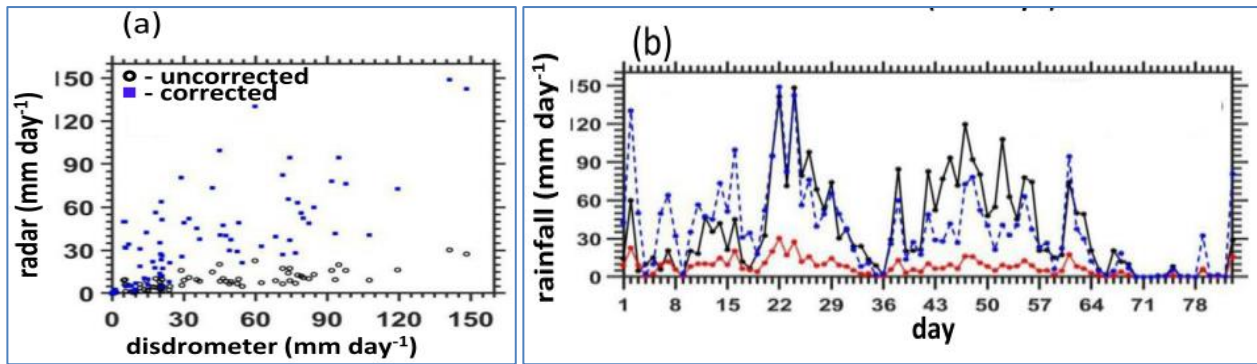 (a)
150
120
90
60
30
0
radar (mm day⁻¹)
o - uncorrected
■ - corrected
0 30 60 90 120 150
disdrometer (mm day⁻¹)
(b)
150
120
90
60
30
0
rainfall (mm day⁻¹)
1 8 15 22 29 36 43 50 57 64 71 78
day